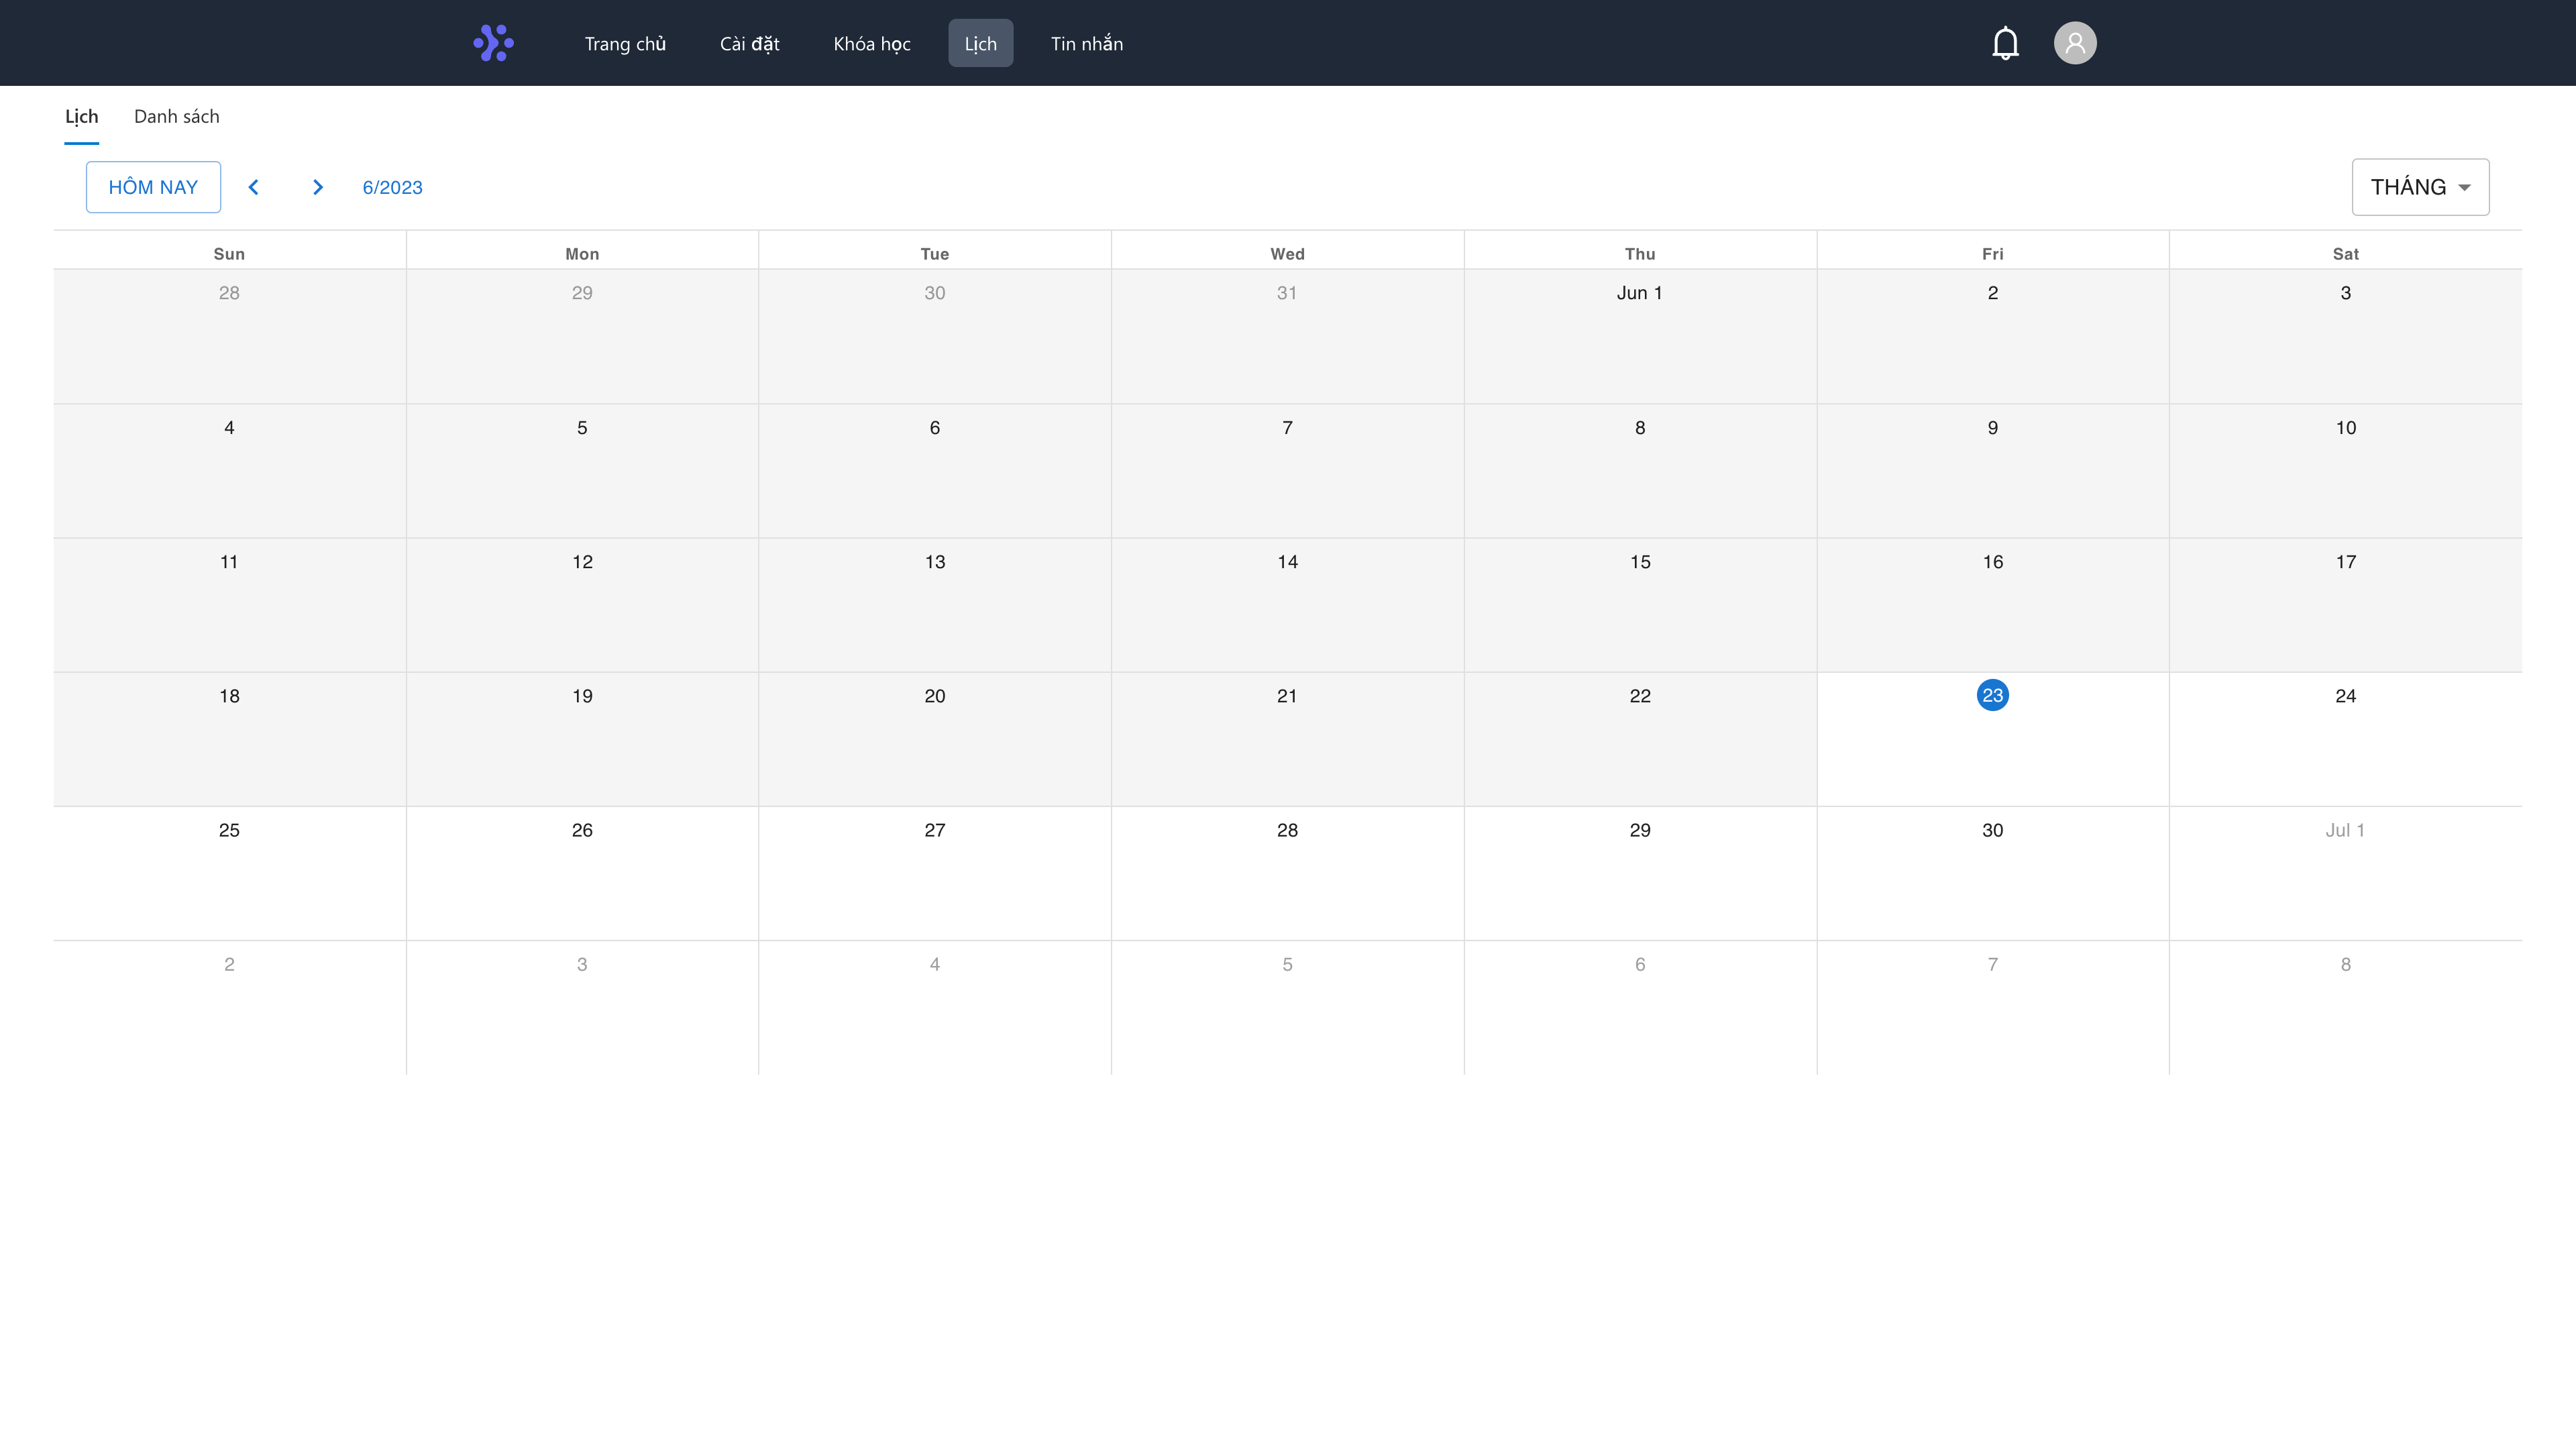 Trang chủ Cài đặt Khóa học Lịch Tin nhắn
Lịch Danh sách
HÔM NAY 6/2023 THÁNG
Sun Mon Tue Wed Thu Fri Sat
28 29 30 31 Jun 1 2 3
4 5 6 7 8 9 10
11 12 13 14 15 16 17
18 19 20 21 22 23 24
25 26 27 28 29 30 Jul 1
2 3 4 5 6 7 8